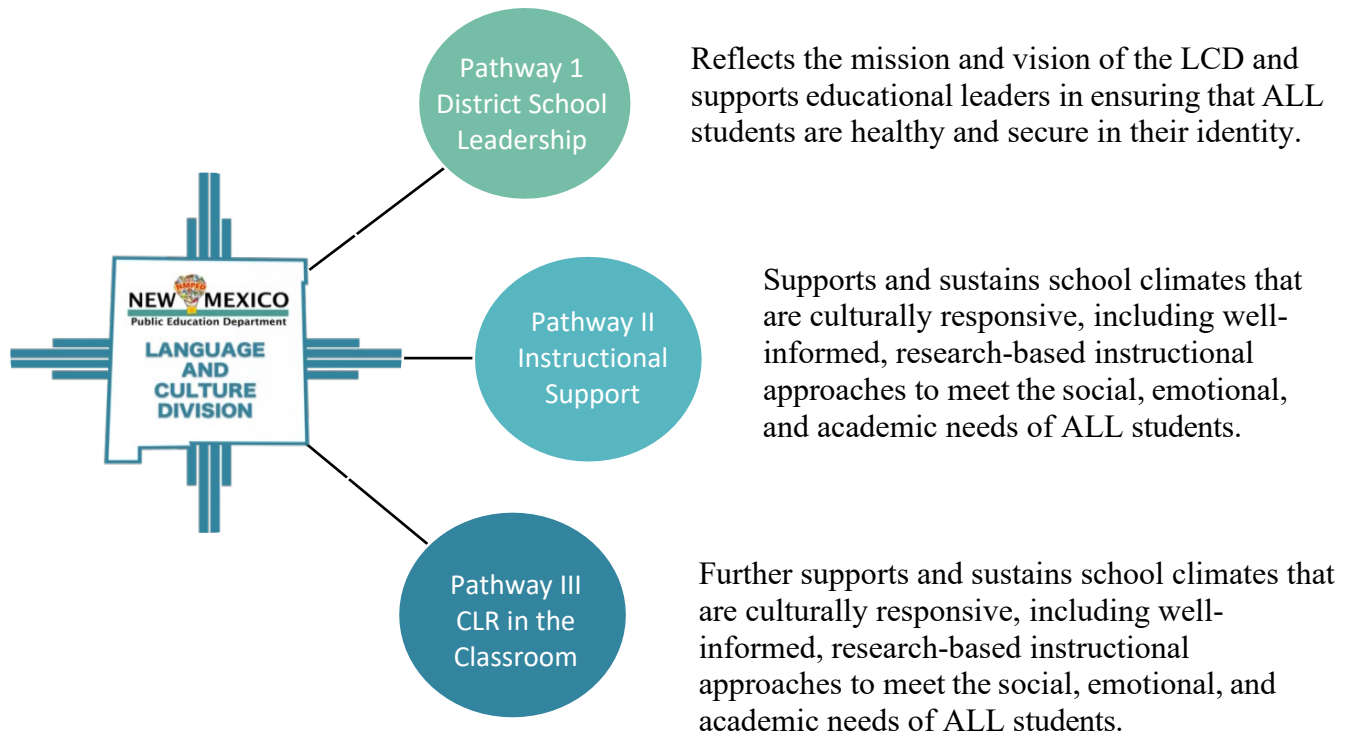 Pathway 1
District School
Leadership
Reflects the mission and vision of the LCD and
supports educational leaders in ensuring that ALL
students are healthy and secure in their identity.
NMPED
NEW MEXICO
Public Education Department
LANGUAGE
AND
CULTURE
DIVISION
Pathway II
Instructional
Support
Supports and sustains school climates that
are culturally responsive, including well-
informed, research-based instructional
approaches to meet the social, emotional,
and academic needs of ALL students.
Pathway III
CLR in the
Classroom
Further supports and sustains school climates that
are culturally responsive, including well-
informed, research-based instructional
approaches to meet the social, emotional, and
academic needs of ALL students.